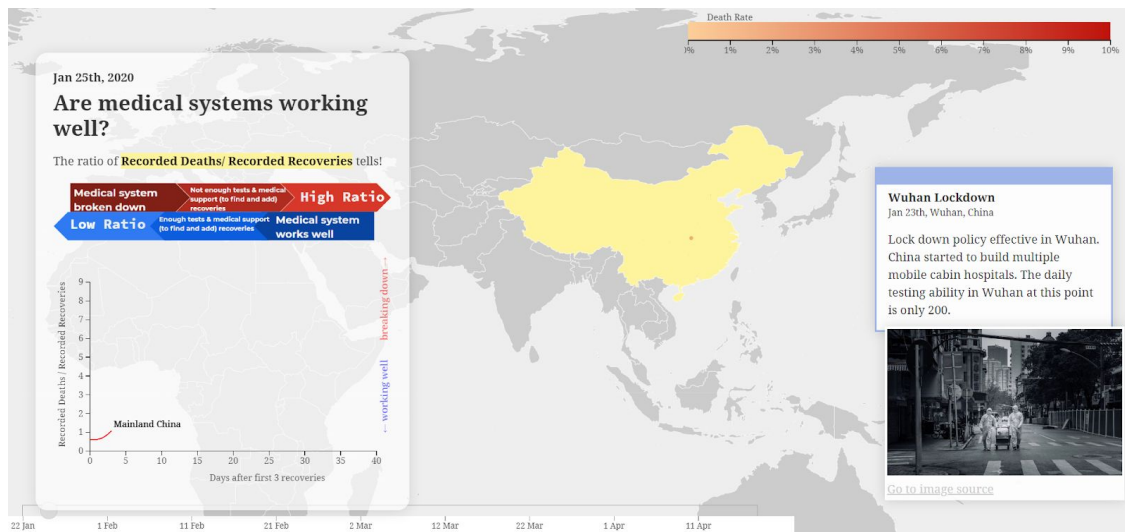 Death Rate
)% 1% 2% 3% 4% 5% 6% 7% 8% 9% 10%
Jan 25th, 2020
Are medical systems working
well?
The ratio of Recorded Deaths/ Recorded Recoveries tells!
Medical system
broken down
Not enough tests & medical
support (to find and add)
recoveries
High Ratio
Low Ratio
Enough tests & medical support
(to find and add) recoveries
Medical system
works well
Recorded Deaths / Recorded Recoveries
9
8
7
6
5
4
3
2
1
0
Mainland China
0 5 10 15 20 25 30 35 40
Days after first 3 recoveries
breaking down →
← working well
Wuhan Lockdown
Jan 23th, Wuhan, China
Lock down policy effective in Wuhan.
China started to build multiple
mobile cabin hospitals. The daily
testing ability in Wuhan at this point
is only 200.
Go to image source
22 Jan 1 Feb 11 Feb 21 Feb 2 Mar 12 Mar 22 Mar 1 Apr 11 Apr